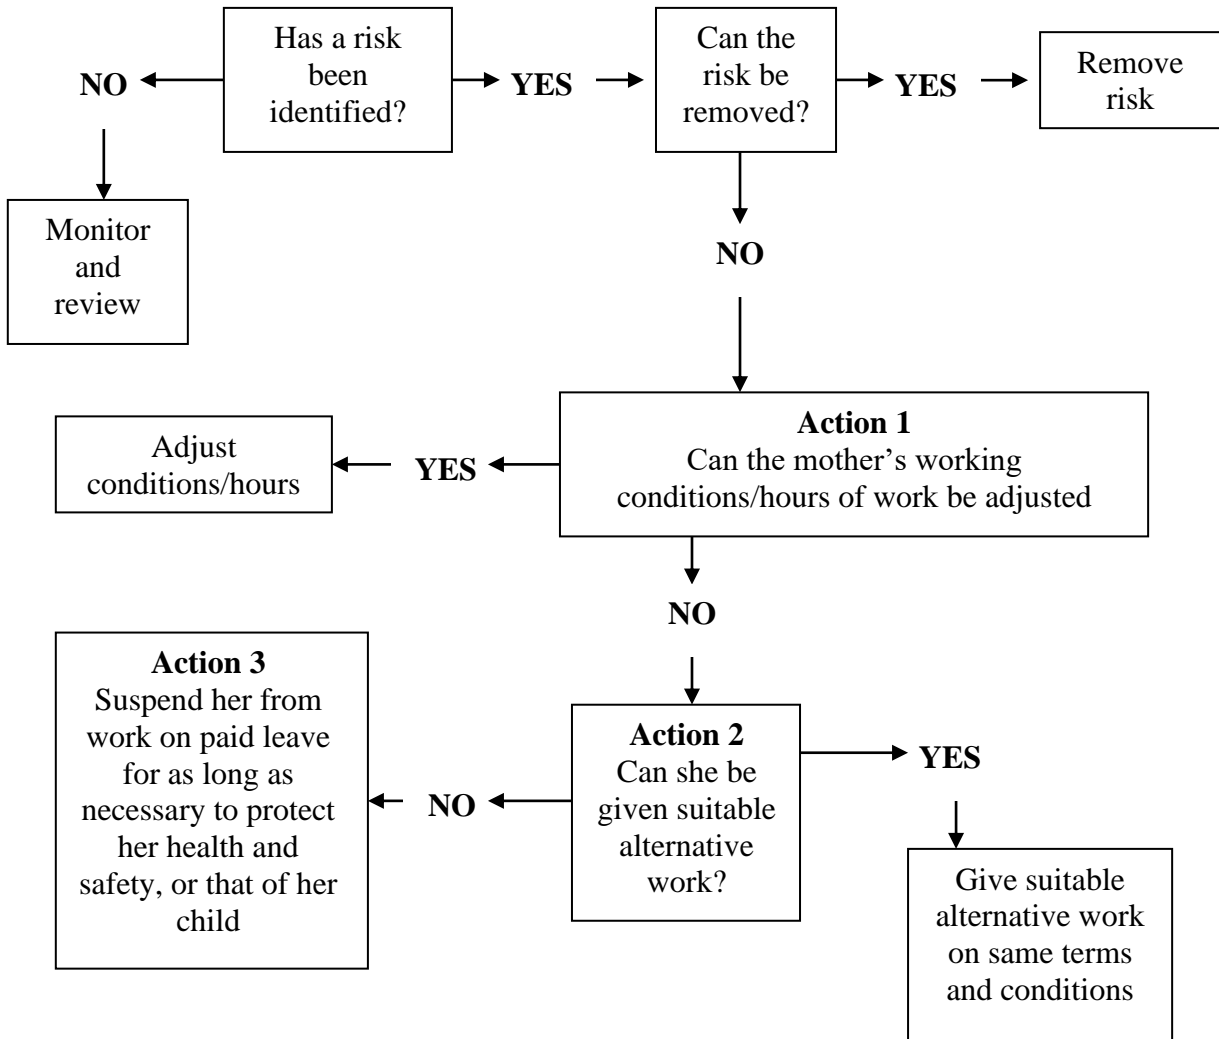 Has a risk
been
identified?
NO
YES
Can the
risk be
removed?
YES
Remove
risk
Monitor
and
review
NO
Action 1
Can the mother’s working
conditions/hours of work be adjusted
YES
Adjust
conditions/hours
NO
Action 2
Can she be
given suitable
alternative
work?
YES
Give suitable
alternative work
on same terms
and conditions
NO
Action 3
Suspend her from
work on paid leave
for as long as
necessary to protect
her health and
safety, or that of her
child